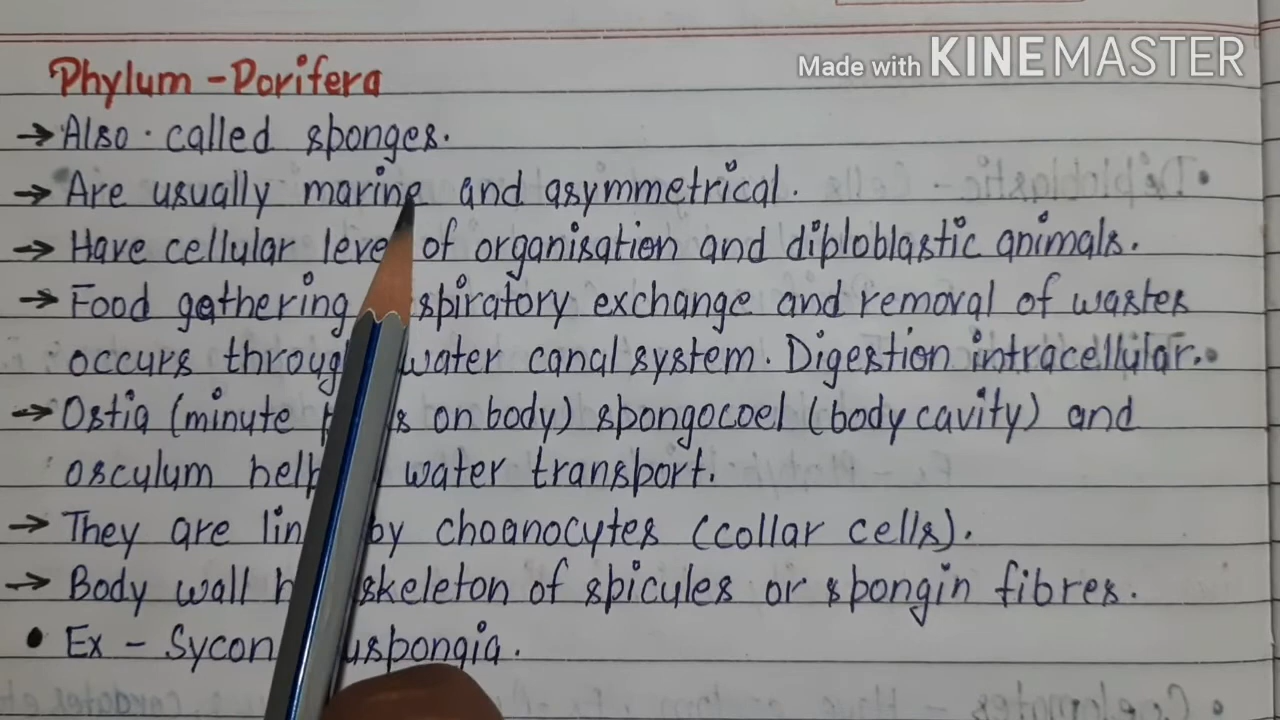 Made with KINEMASTER
Phylum - Porifera
→ Also called sponges.
→ Are usually marine and asymmetrical.
→ Have cellular level of organisation and diploblastic animals.
→ Food gathering spiratory exchange and removal of wastes
occurs through water canal system. Digestion intracellular.
→ Ostia (minute on body) spongocoel (body cavity) and
osculum help water transport.
→ They are lin by choanocytes (collar cells).
→ Body wall h skeleton of spicules or spongin fibres.
• Ex - Sycon uspongia.